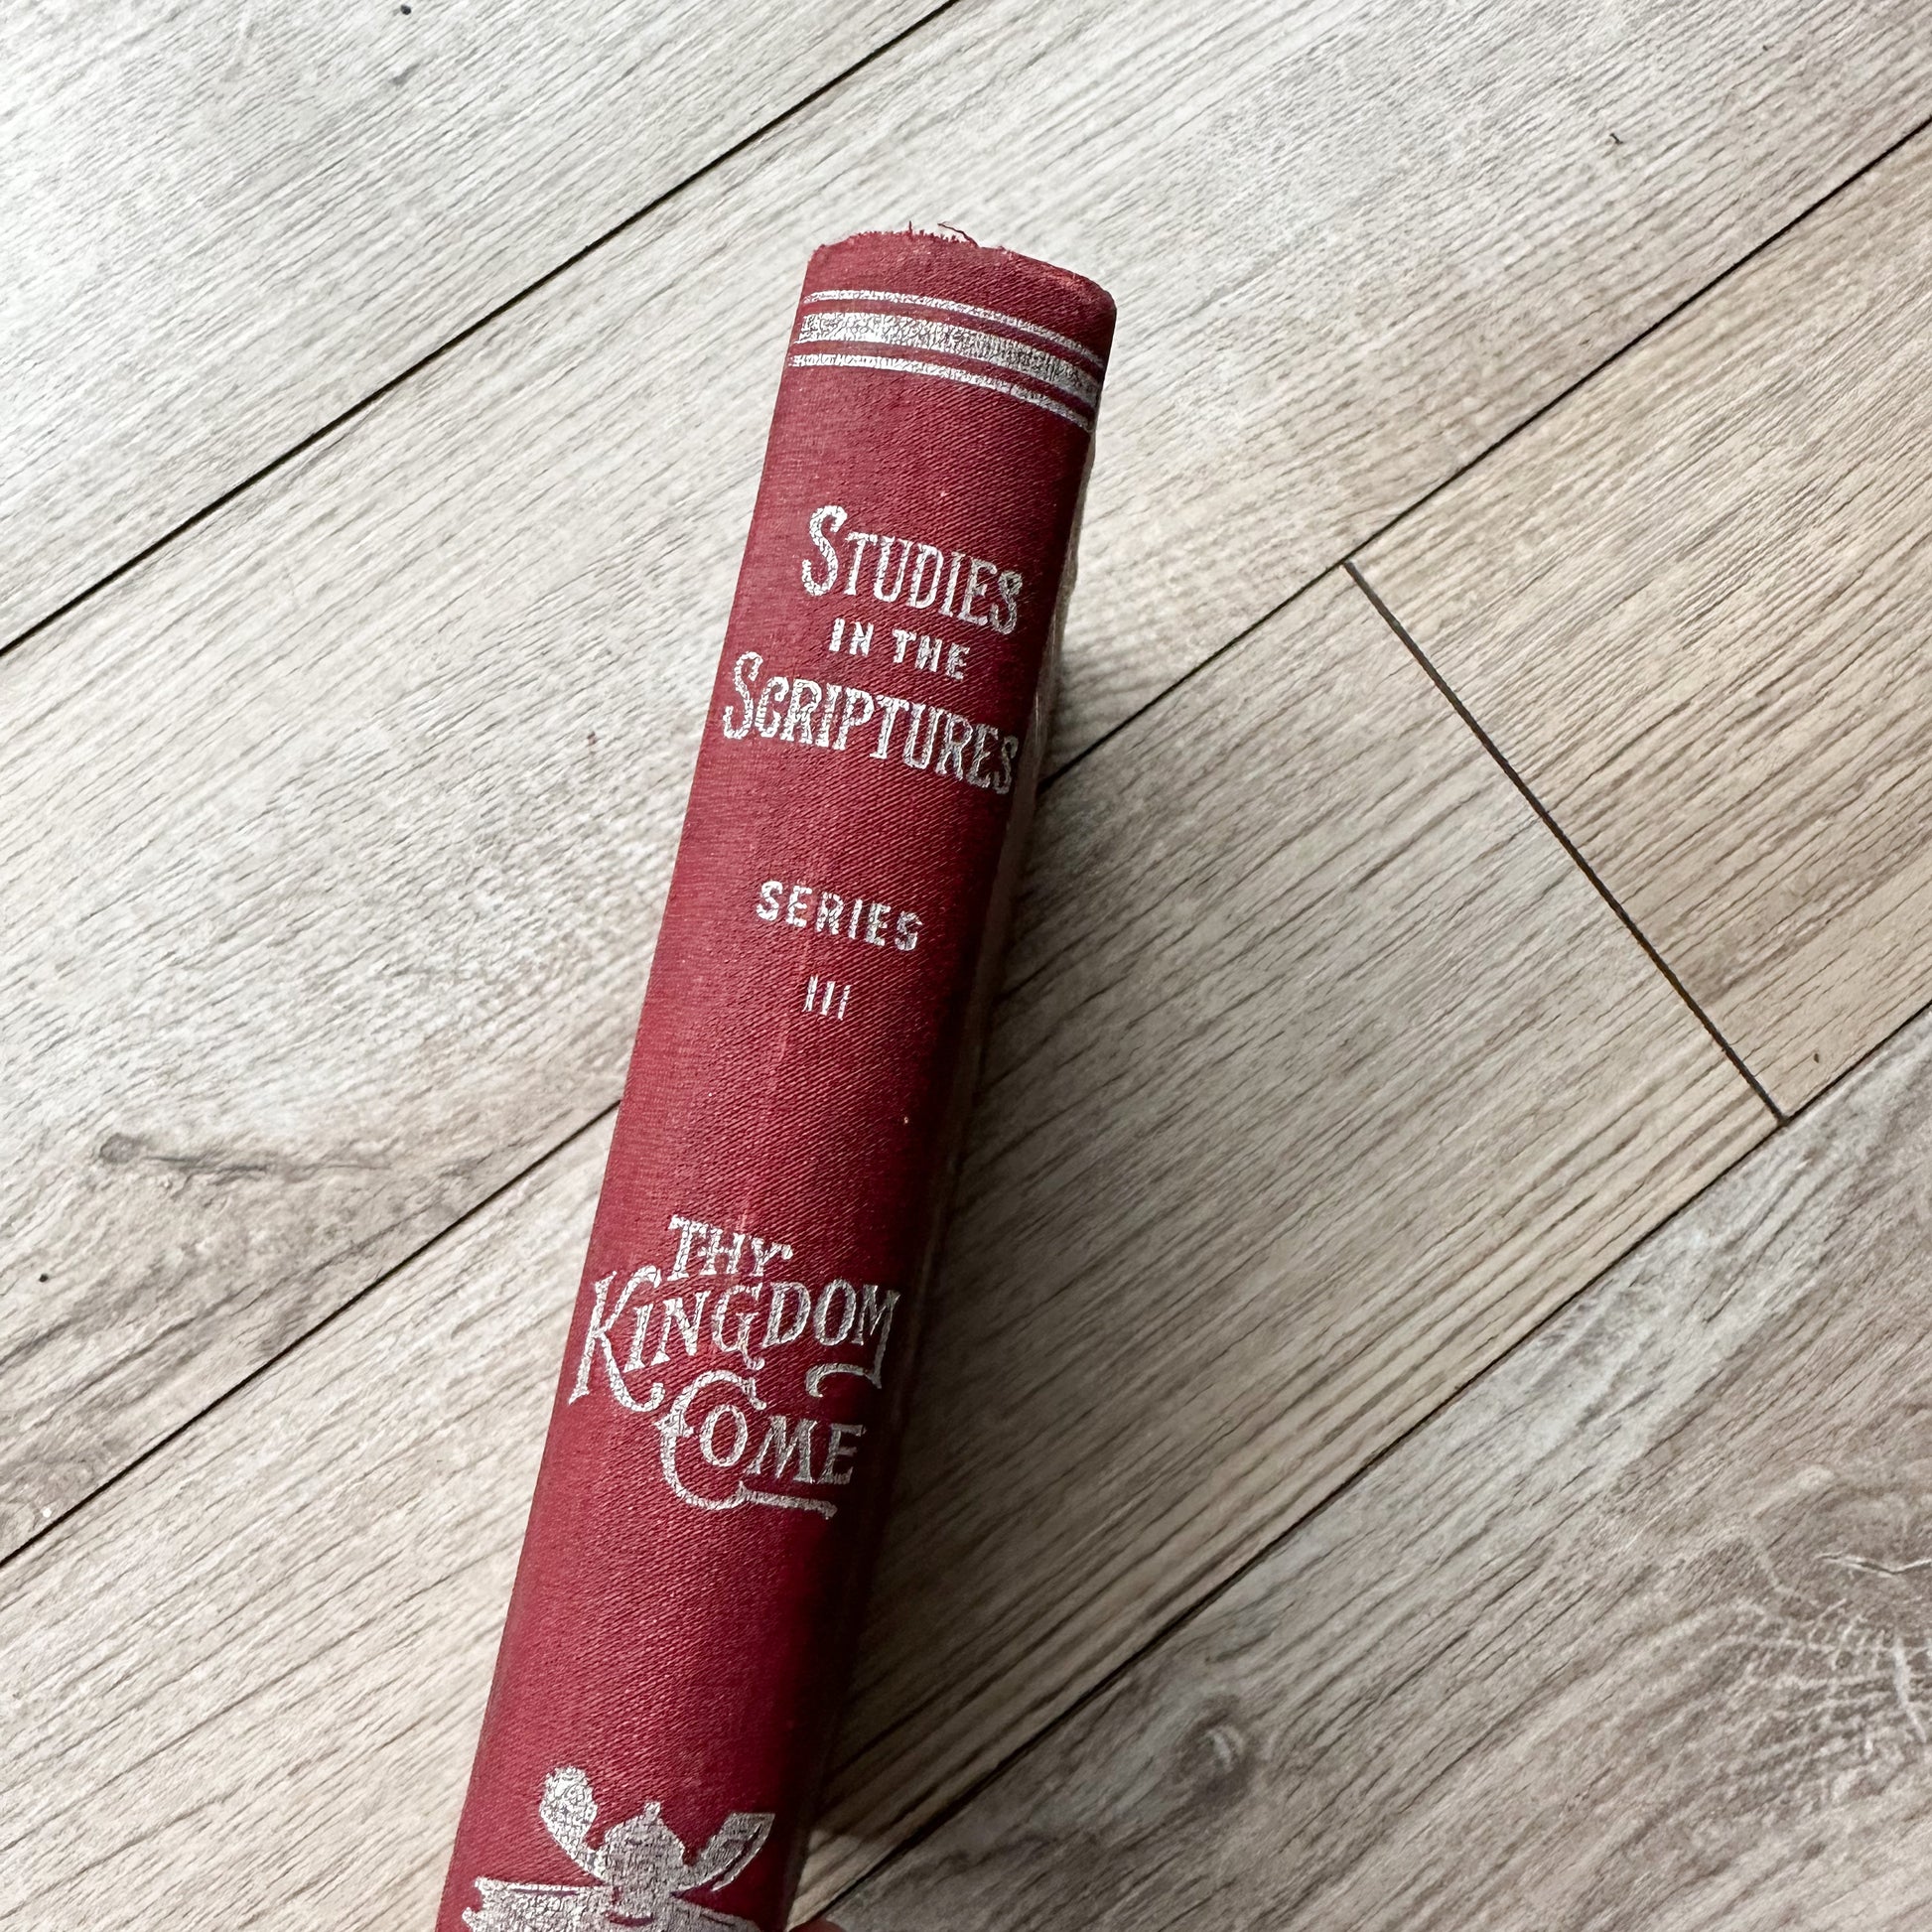 STUDIES
IN THE
SCRIPTURES
SERIES
III
THY
KINGDOM
COME